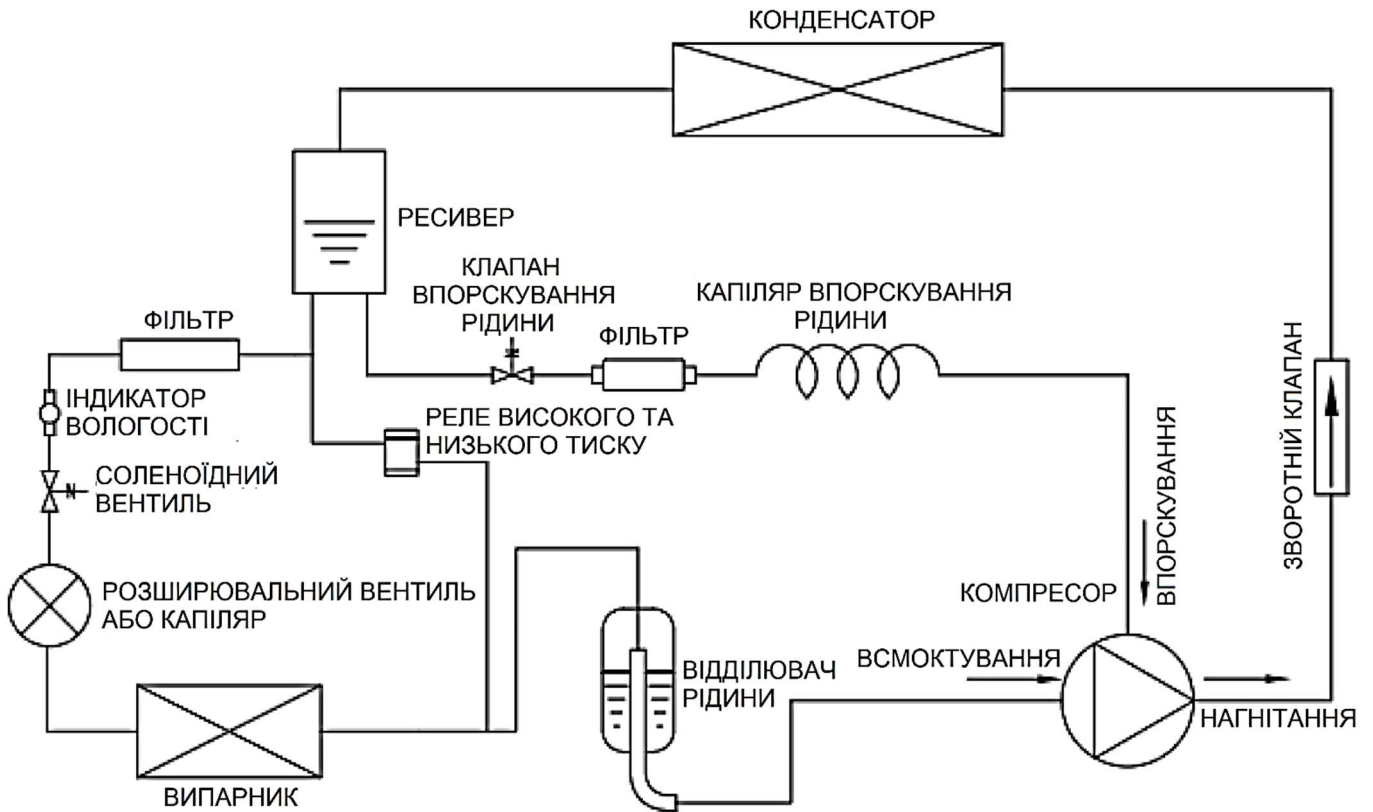 КОНДЕНСАТОР
РЕСИВЕР
КЛАПАН
ВПОРСКУВАННЯ
РІДИНИ
КАПІЛЯР ВПОРСКУВАННЯ
РІДИНИ
ФІЛЬТР
ФІЛЬТР
ІНДИКАТОР
ВОЛОГОСТІ
РЕЛЕ ВИСОКОГО ТА
НИЗЬКОГО ТИСКУ
СОЛЕНОЇДНИЙ
ВЕНТИЛЬ
ЗВОРОТНІЙ КЛАПАН
ВПОРСКУВАННЯ
РОЗШИРЮВАЛЬНИЙ ВЕНТИЛЬ
АБО КАПІЛЯР
КОМПРЕСОР
ВІДДІЛЮВАЧ
РІДИНИ
ВСМОКТУВАННЯ
НАГНІТАННЯ
ВИПАРНИК